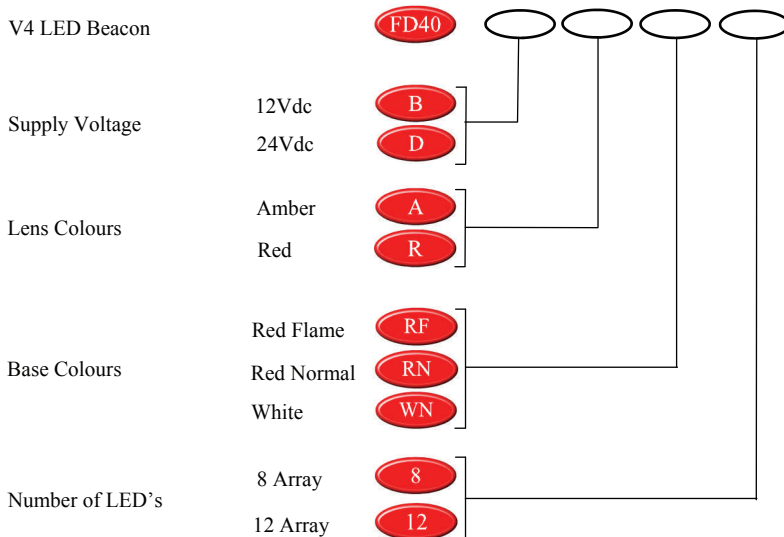 V4 LED Beacon FD40
12Vdc B
Supply Voltage
24Vdc D
Amber A
Lens Colours
Red R
Red Flame RF
Base Colours Red Normal RN
White WN
8 Array 8
Number of LED's
12 Array 12